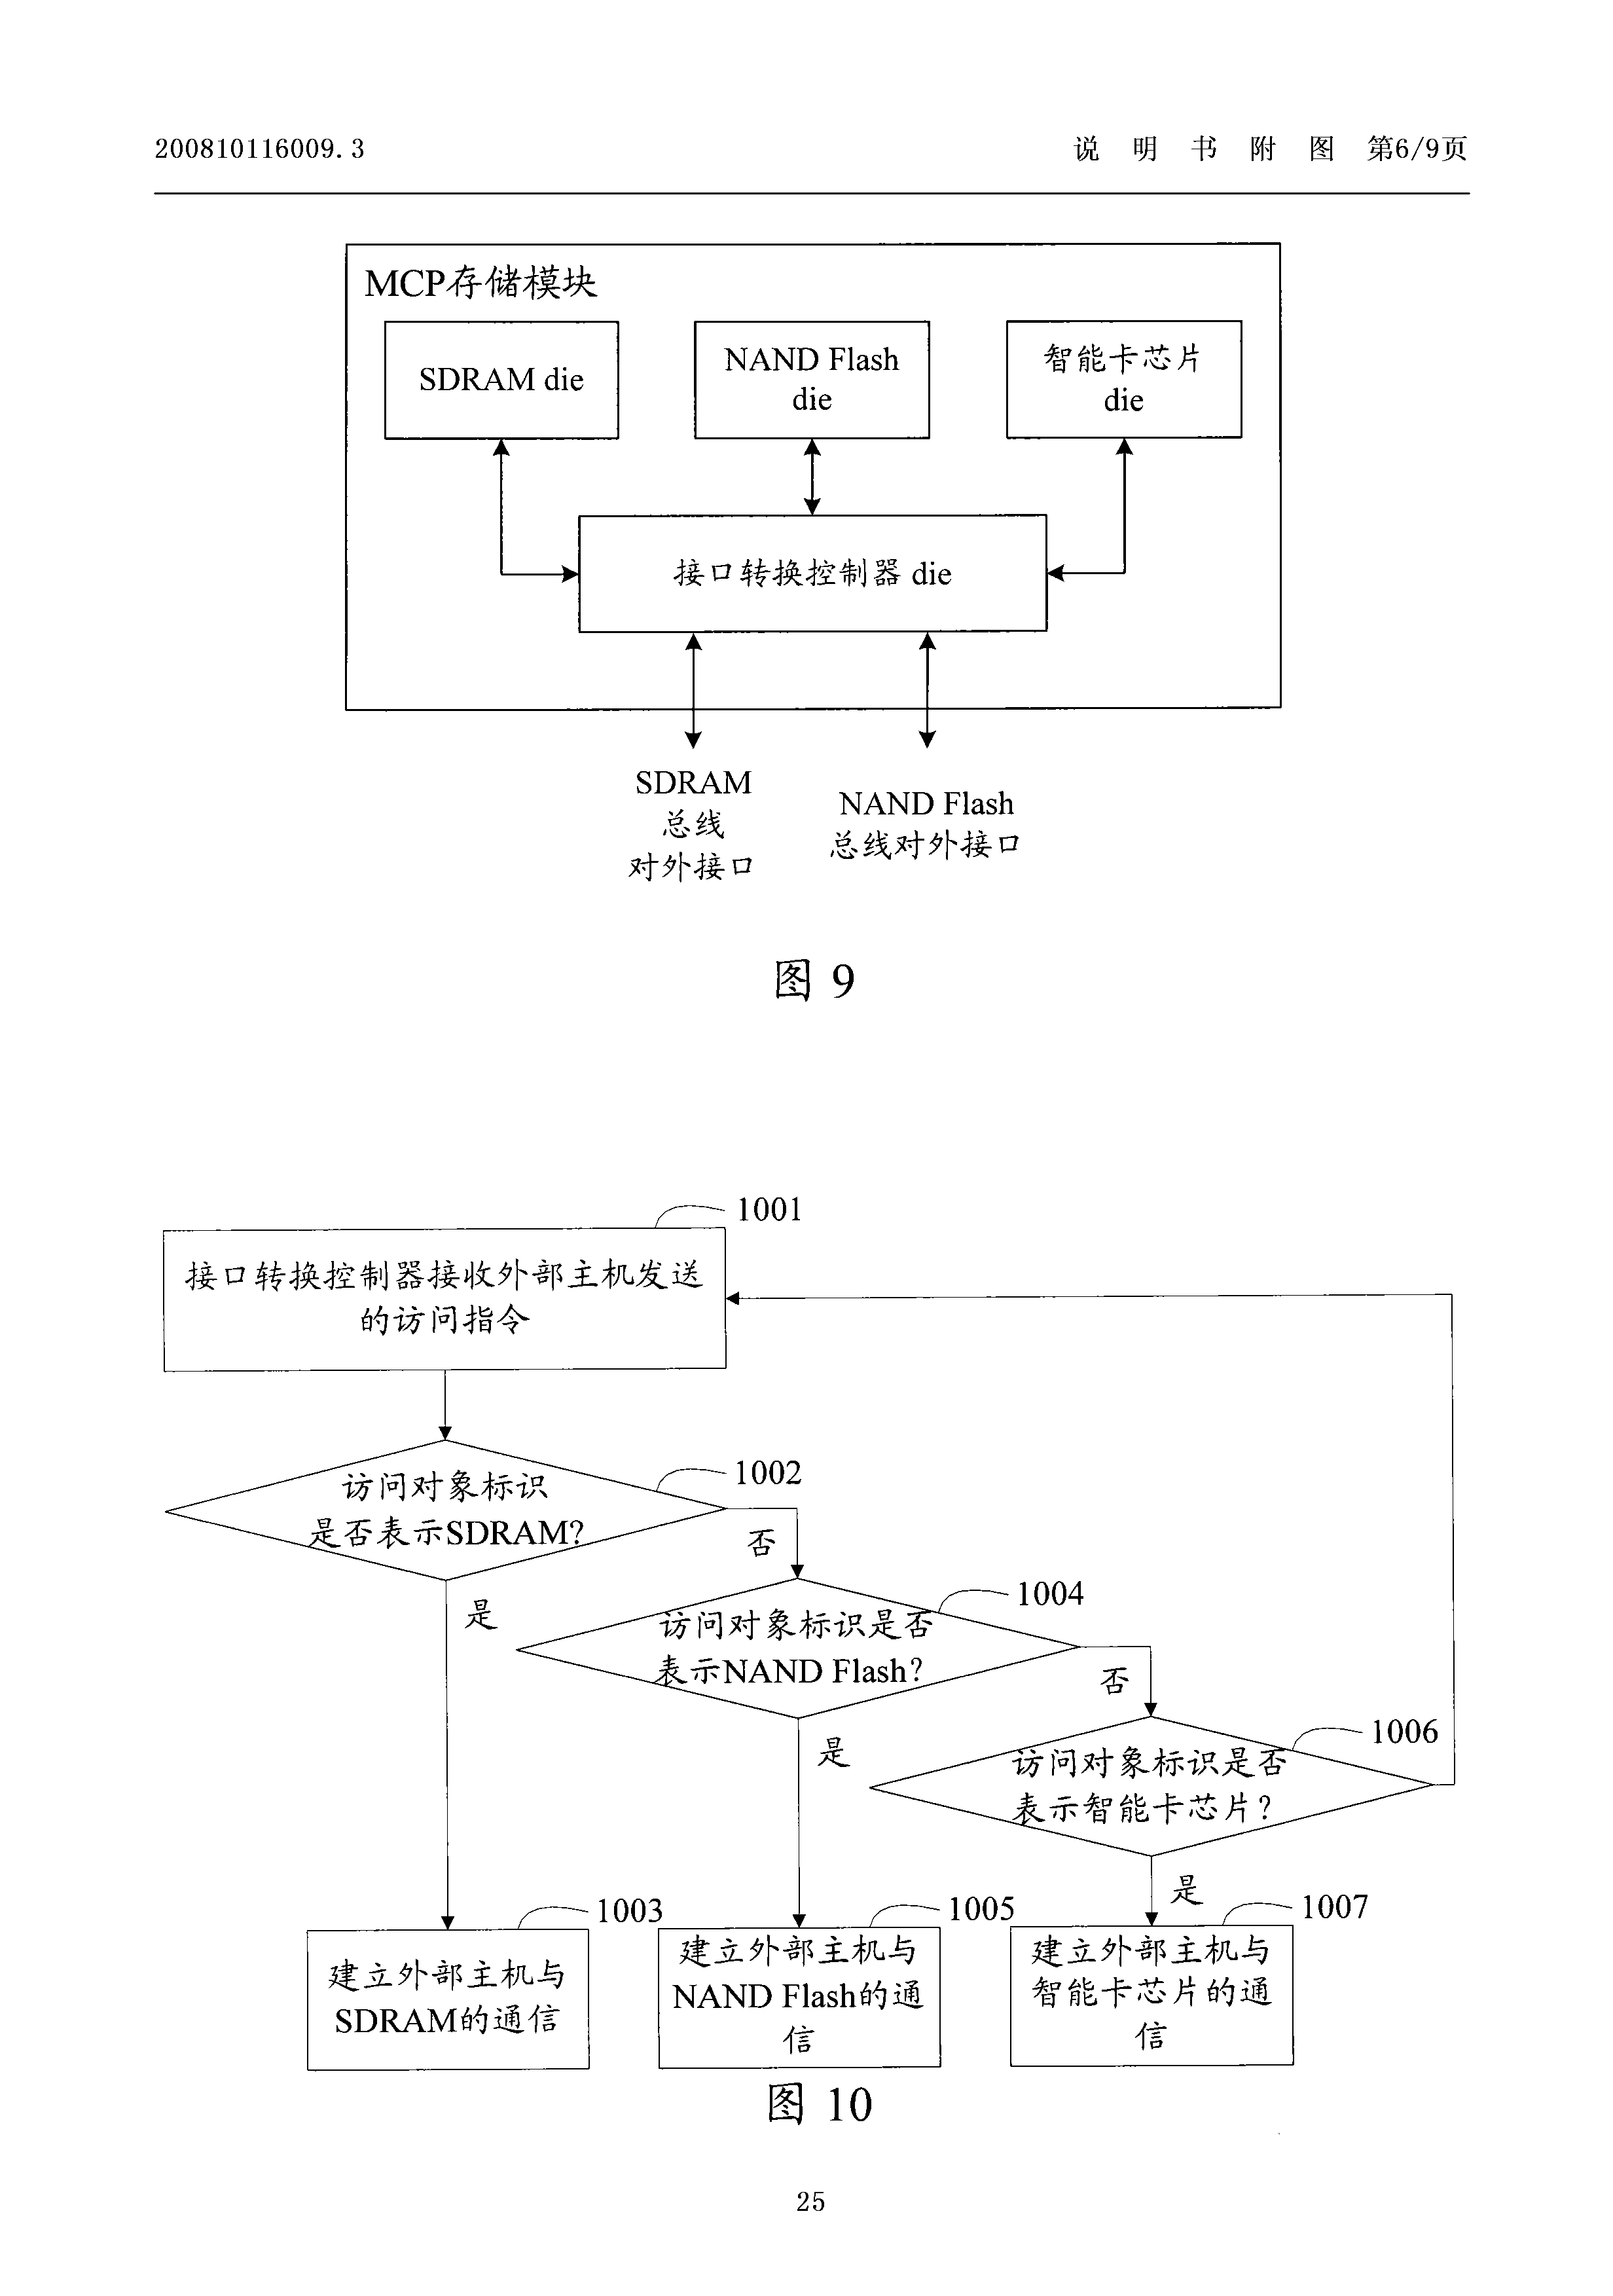 200810116009.3
说 明 书 附 图 第6/9页
MCP存储模块
SDRAM die
NAND Flash
die
智能卡芯片
die
接口转换控制器 die
SDRAM
总线
对外接口
NAND Flash
总线对外接口
图 9
1001
接口转换控制器接收外部主机发送
的访问指令
1002
访问对象标识
是否表示SDRAM?
否
是
1004
访问对象标识是否
表示NAND Flash?
否
是
1006
访问对象标识是否
表示智能卡芯片?
是
1003
建立外部主机与
SDRAM的通信
1005
建立外部主机与
NAND Flash的通
信
1007
建立外部主机与
智能卡芯片的通
信
图 10
25